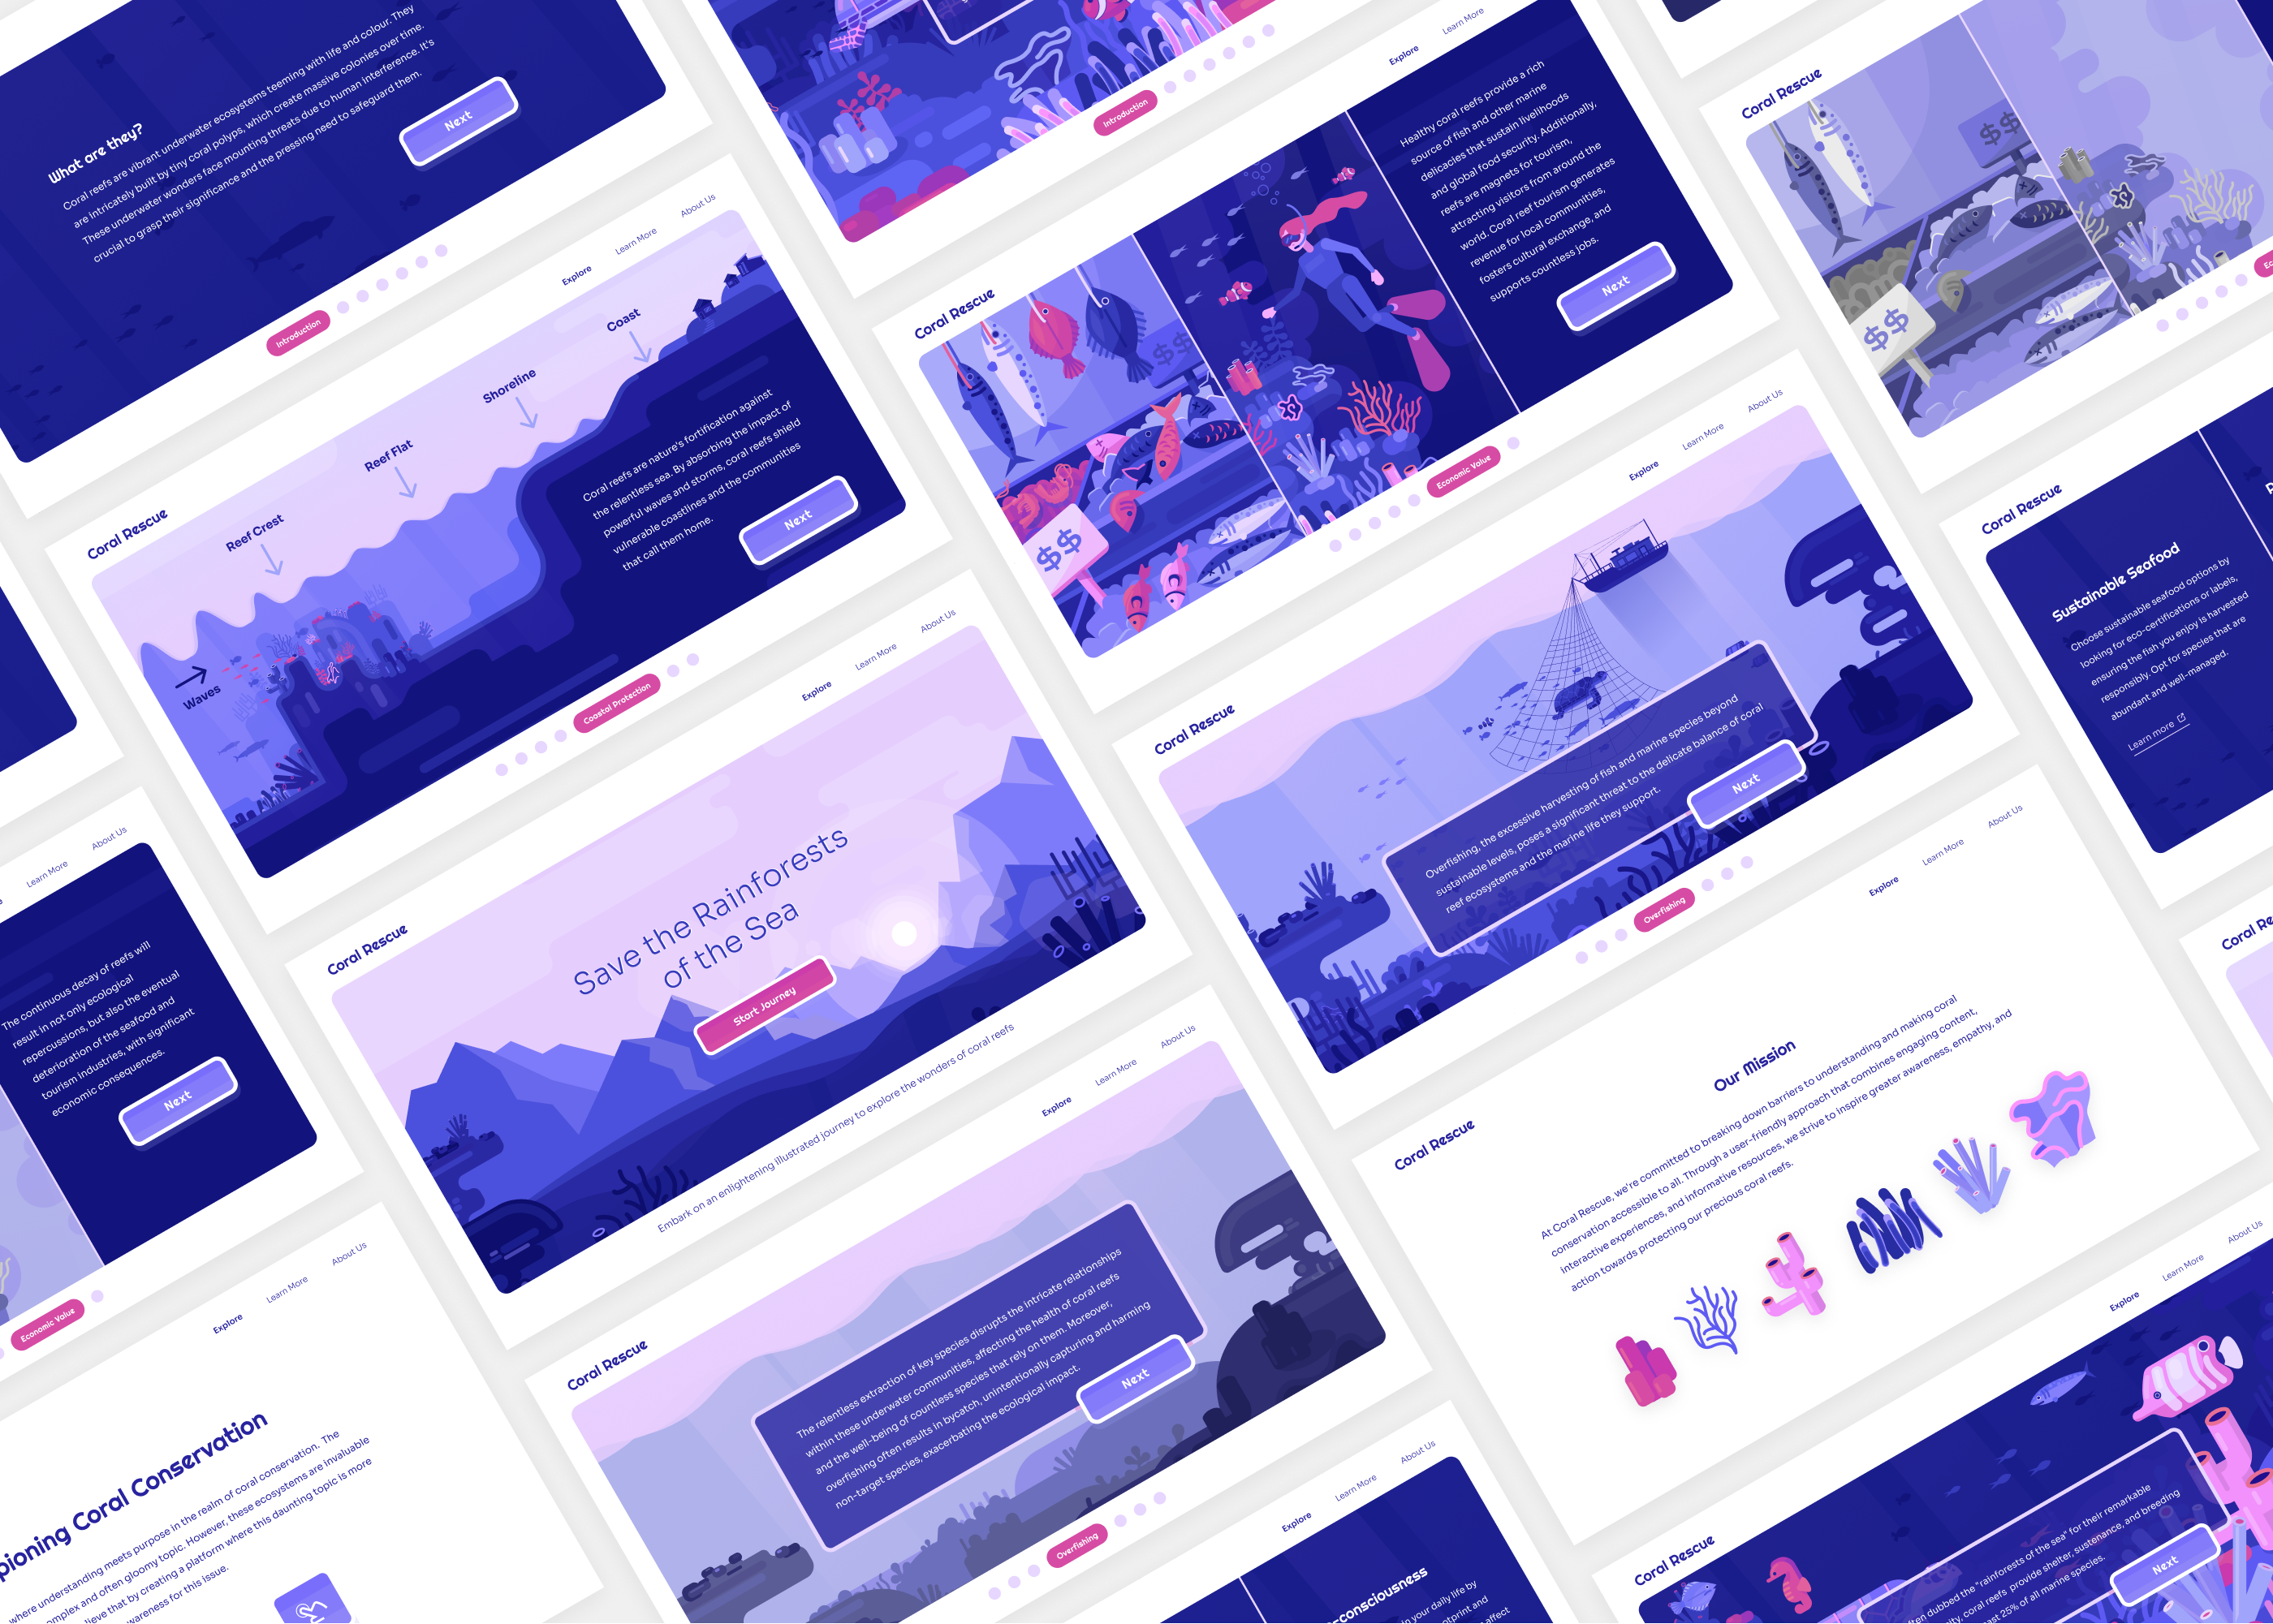 What are they?
Coral reefs are vibrant underwater ecosystems teeming with life and colour. They
are intricately built by tiny coral polyps, which create massive colonies over time.
These underwater wonders face mounting threats due to human interference. It's
crucial to grasp their significance and the pressing need to safeguard them.
Next
Introduction
Coral Rescue
Explore
Learn More
About Us
Waves
Reef Crest
Reef Flat
Shoreline
Coast
Coral reefs are nature's fortification against
the relentless sea. By absorbing the impact of
powerful waves and storms, coral reefs shield
vulnerable coastlines and the communities
that call them home.
Next
Coastal Protection
Learn More
About Us
The continuous decay of reefs will
result in not only ecological
repercussions, but also the eventual
deterioration of the seafood and
tourism industries, with significant
economic consequences.
Next
Economic Value
Coral Rescue
Explore
Learn More
About Us
Save the Rainforests
of the Sea
Start Journey
Embark on an enlightening illustrated journey to explore the wonders of coral reefs
Explore
Learn More
About Us
pioning Coral Conservation
where understanding meets purpose in the realm of coral conservation. The
omplex and often gloomy topic. However, these ecosystems are invaluable
lieve that by creating a platform where this daunting topic is more
wareness for this issue.
Coral Rescue
Explore
Learn More
About Us
The relentless extraction of key species disrupts the intricate relationships
within these underwater communities, affecting the health of coral reefs
and the well-being of countless species that rely on them. Moreover,
overfishing often results in bycatch, unintentionally capturing and harming
non-target species, exacerbating the ecological impact.
Next
Overfishing
Explore
Learn More
About Us
consciousness
in your daily life by
Introduction
Coral Rescue
Explore
Learn More
$$
$$
Healthy coral reefs provide a rich
source of fish and other marine
delicacies that sustain livelihoods
and global food security. Additionally,
reefs are magnets for tourism,
attracting visitors from around the
world. Coral reef tourism generates
revenue for local communities,
fosters cultural exchange, and
supports countless jobs.
Next
Economic Value
Coral Rescue
Explore
Learn More
About Us
Overfishing, the excessive harvesting of fish and marine species beyond
sustainable levels, poses a significant threat to the delicate balance of coral
reef ecosystems and the marine life they support.
Next
Overfishing
Coral Rescue
Explore
Learn More
About Us
Our Mission
At Coral Rescue, we're committed to breaking down barriers to understanding and making coral
conservation accessible to all. Through a user-friendly approach that combines engaging content,
interactive experiences, and informative resources, we strive to inspire greater awareness, empathy, and
action towards protecting our precious coral reefs.
Coral Rescue
Explore
Learn More
About Us
ten dubbed the "rainforests of the sea" for their remarkable
ity, coral reefs provide shelter, sustenance, and breeding
ast 25% of all marine species.
Next
Coral Rescue
$$
$$
Ec
Coral Rescue
Sustainable Seafood
Choose sustainable seafood options by
looking for eco-certifications or labels,
ensuring the fish you enjoy is harvested
responsibly. Opt for species that are
abundant and well-managed.
Learn more
Coral Re